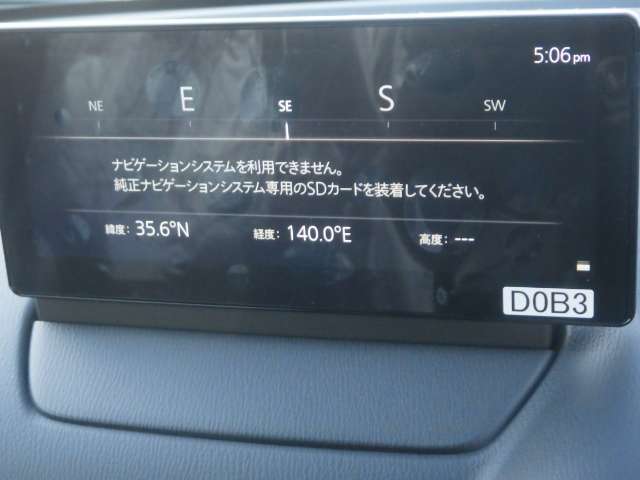 5:06pm
NE E SE S SW
ナビゲーションシステムを利用できません。
純正ナビゲーションシステム専用のSDカードを装着してください。
緯度: 35.6°N 経度: 140.0°E 高度: ---
D0B3